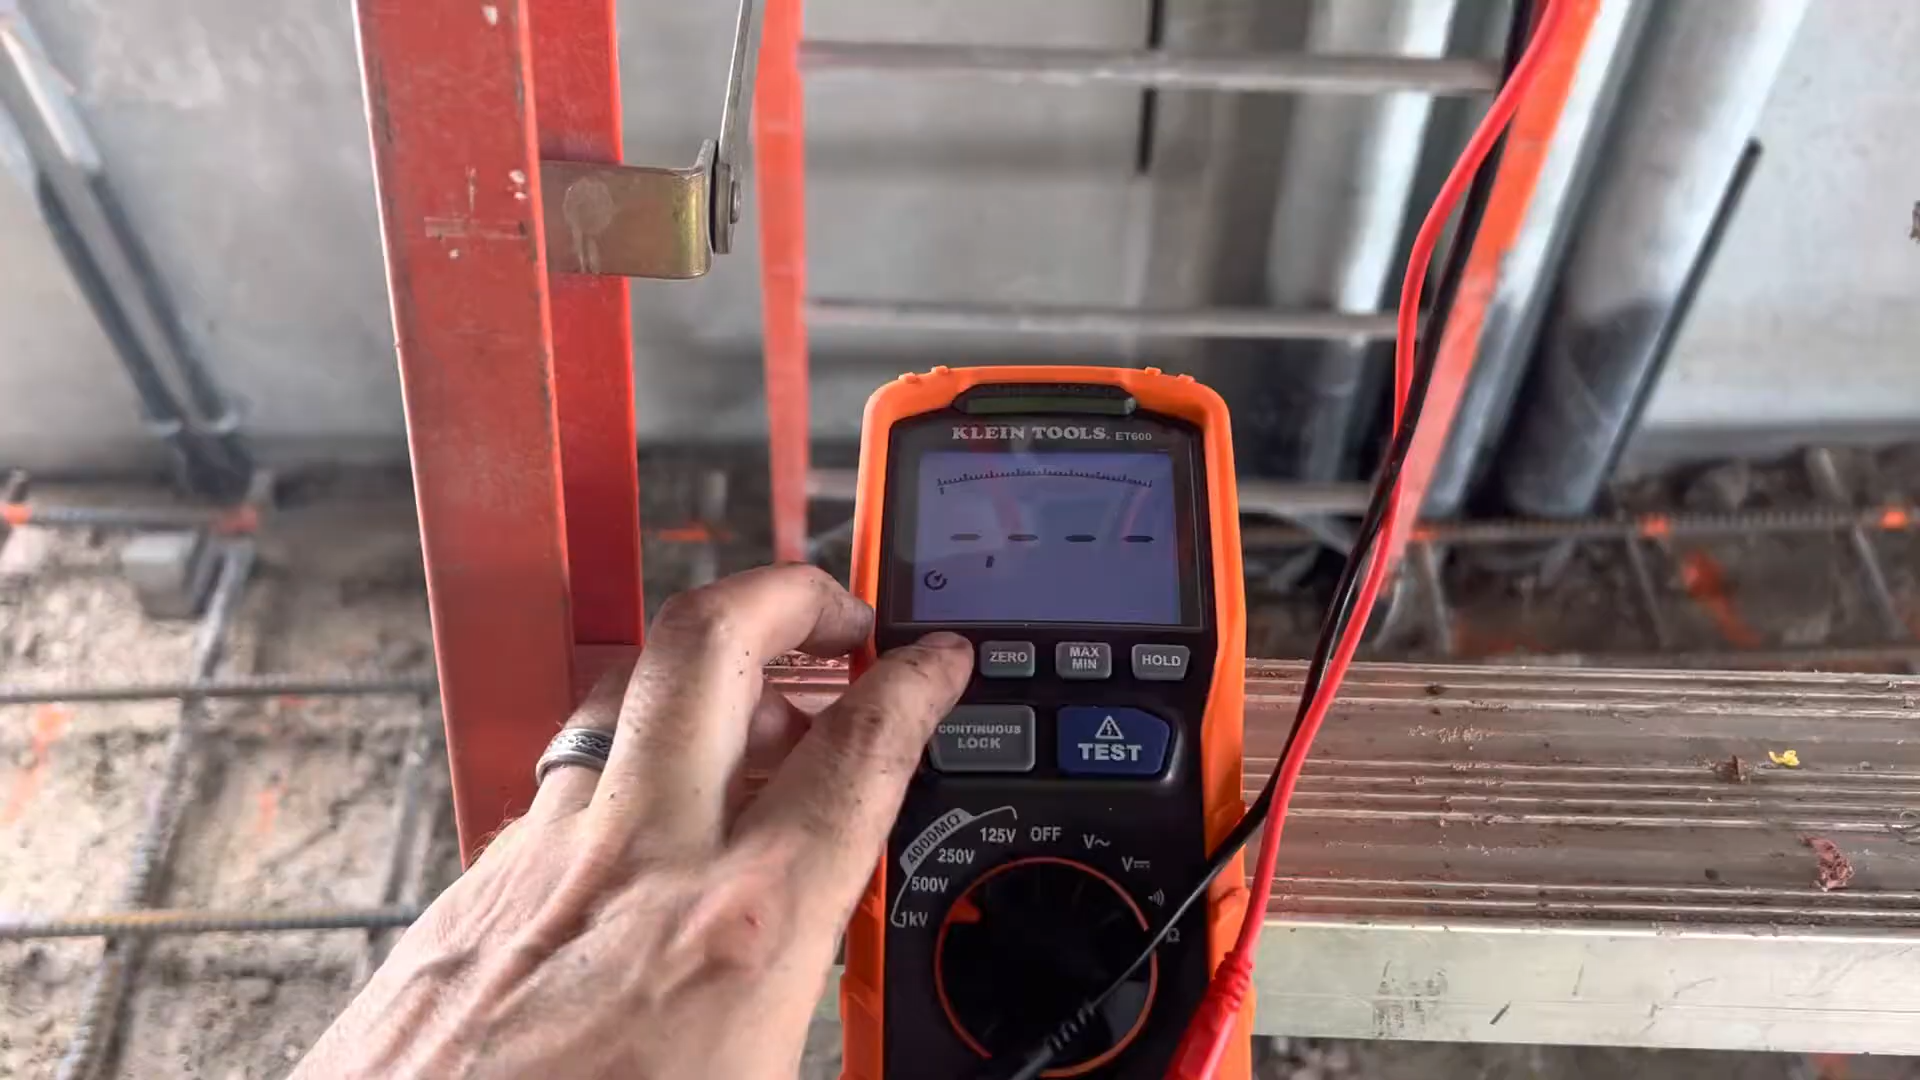 KLEIN TOOLS® ET600
- - - -
ZERO
MAX
MIN
HOLD
CONTINUOUS
LOCK
TEST
4000MΩ
125V
OFF
V~
250V
V
500V
1kV
Ω